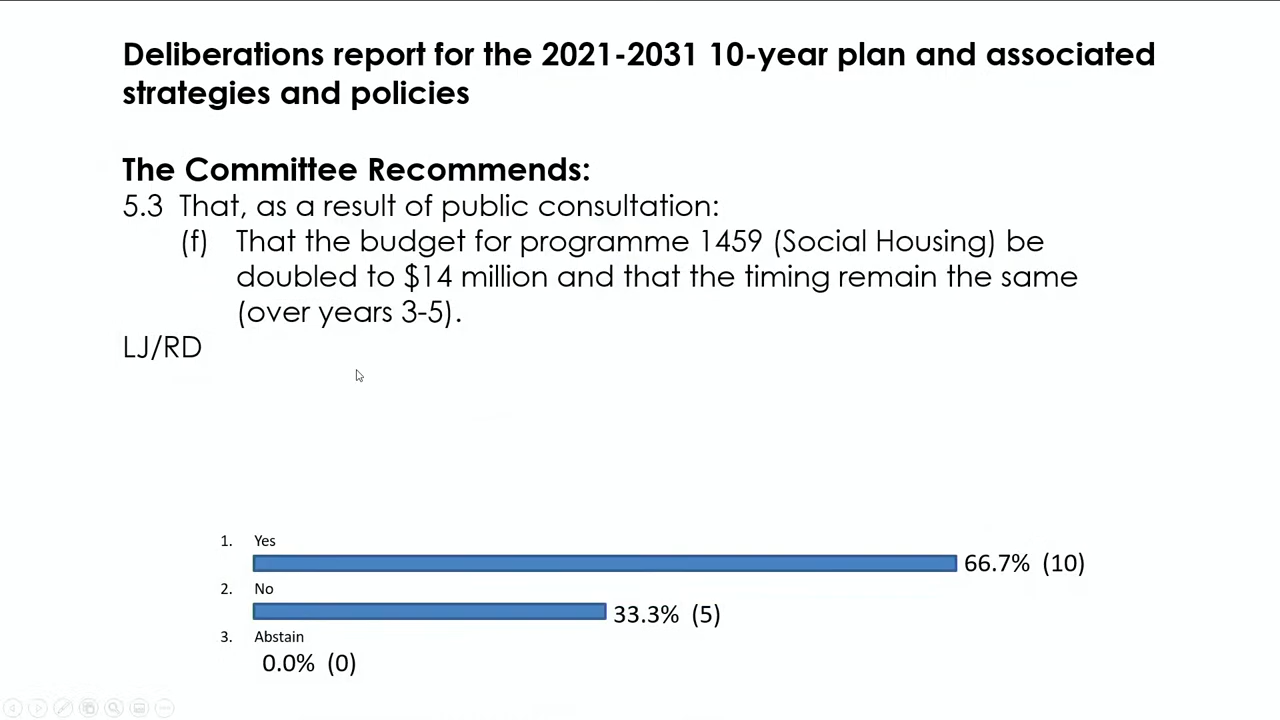 Deliberations report for the 2021-2031 10-year plan and associated
strategies and policies
The Committee Recommends:
5.3 That, as a result of public consultation:
(f) That the budget for programme 1459 (Social Housing) be
doubled to $14 million and that the timing remain the same
(over years 3-5).
LJ/RD
1. Yes
66.7% (10)
2. No
33.3% (5)
3. Abstain
0.0% (0)